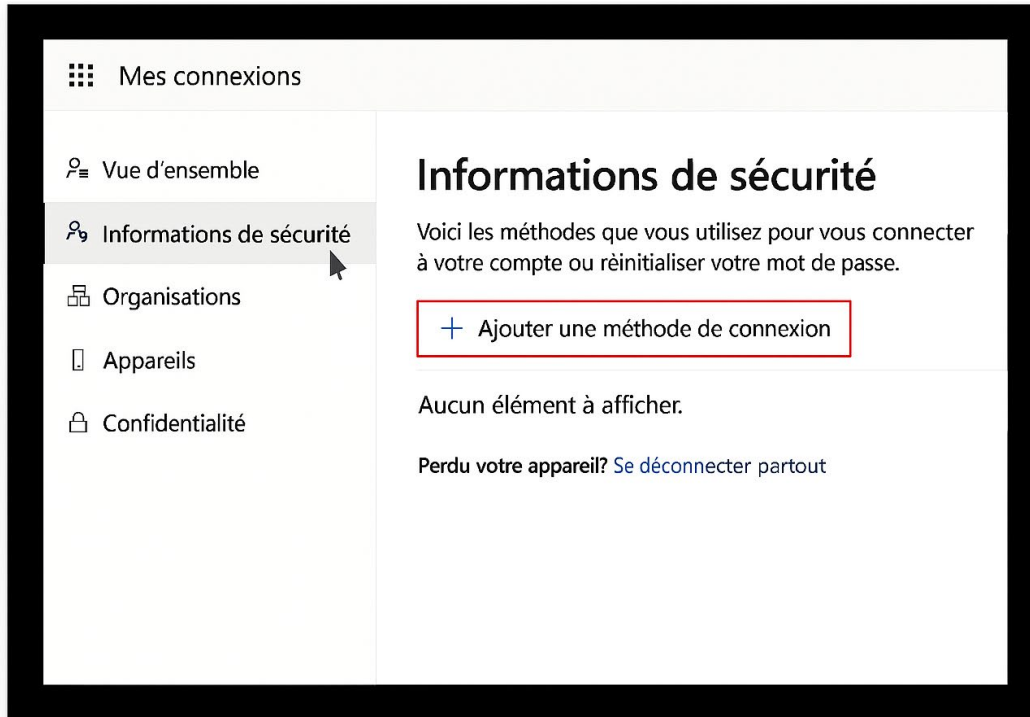 Mes connexions
Vue d'ensemble
Informations de sécurité
Organisations
Appareils
Confidentialité
Informations de sécurité
Voici les méthodes que vous utilisez pour vous connecter
à votre compte ou rèinitialiser votre mot de passe.
+ Ajouter une méthode de connexion
Aucun élément à afficher.
Perdu votre appareil? Se déconnecter partout